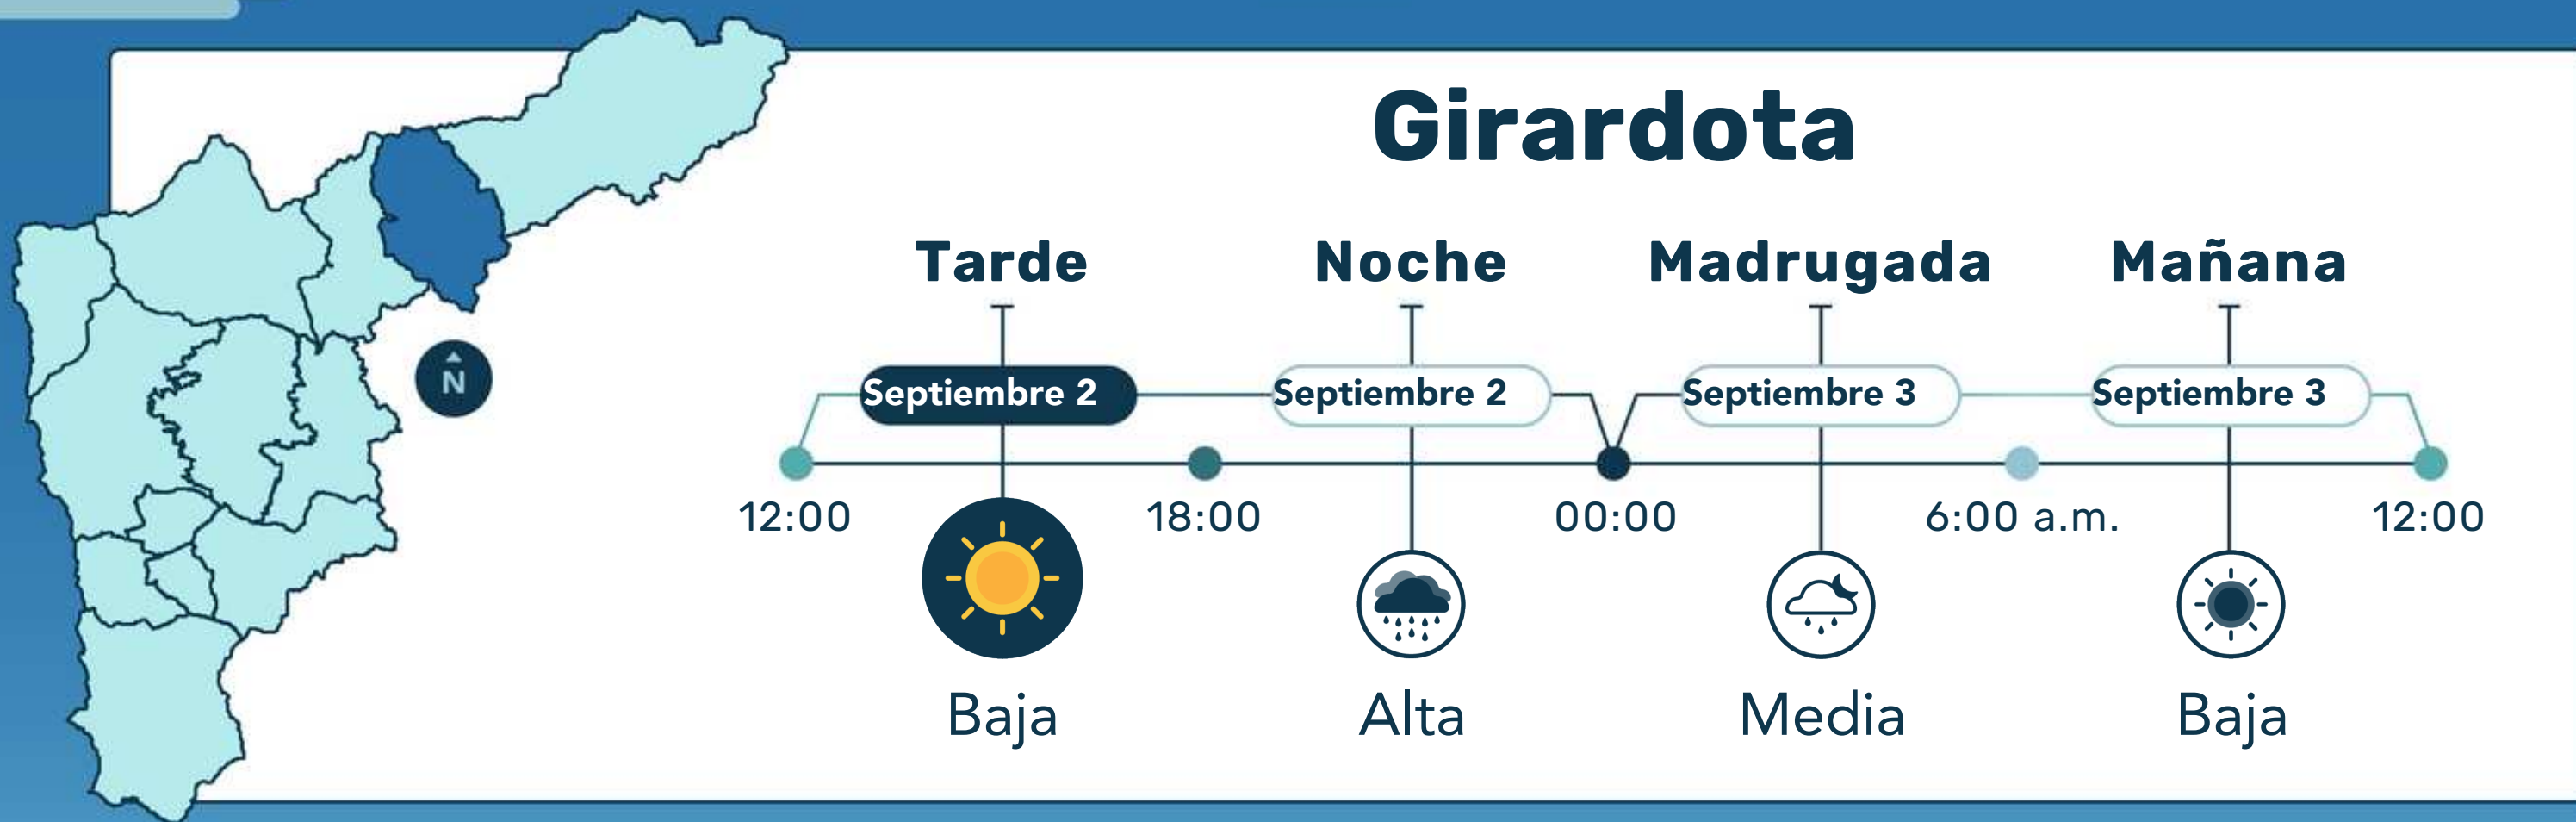 Girardota
Tarde Noche Madrugada Mañana
Septiembre 2 Septiembre 2 Septiembre 3 Septiembre 3
N
12:00 18:00 00:00 6:00 a.m. 12:00
Baja Alta Media Baja